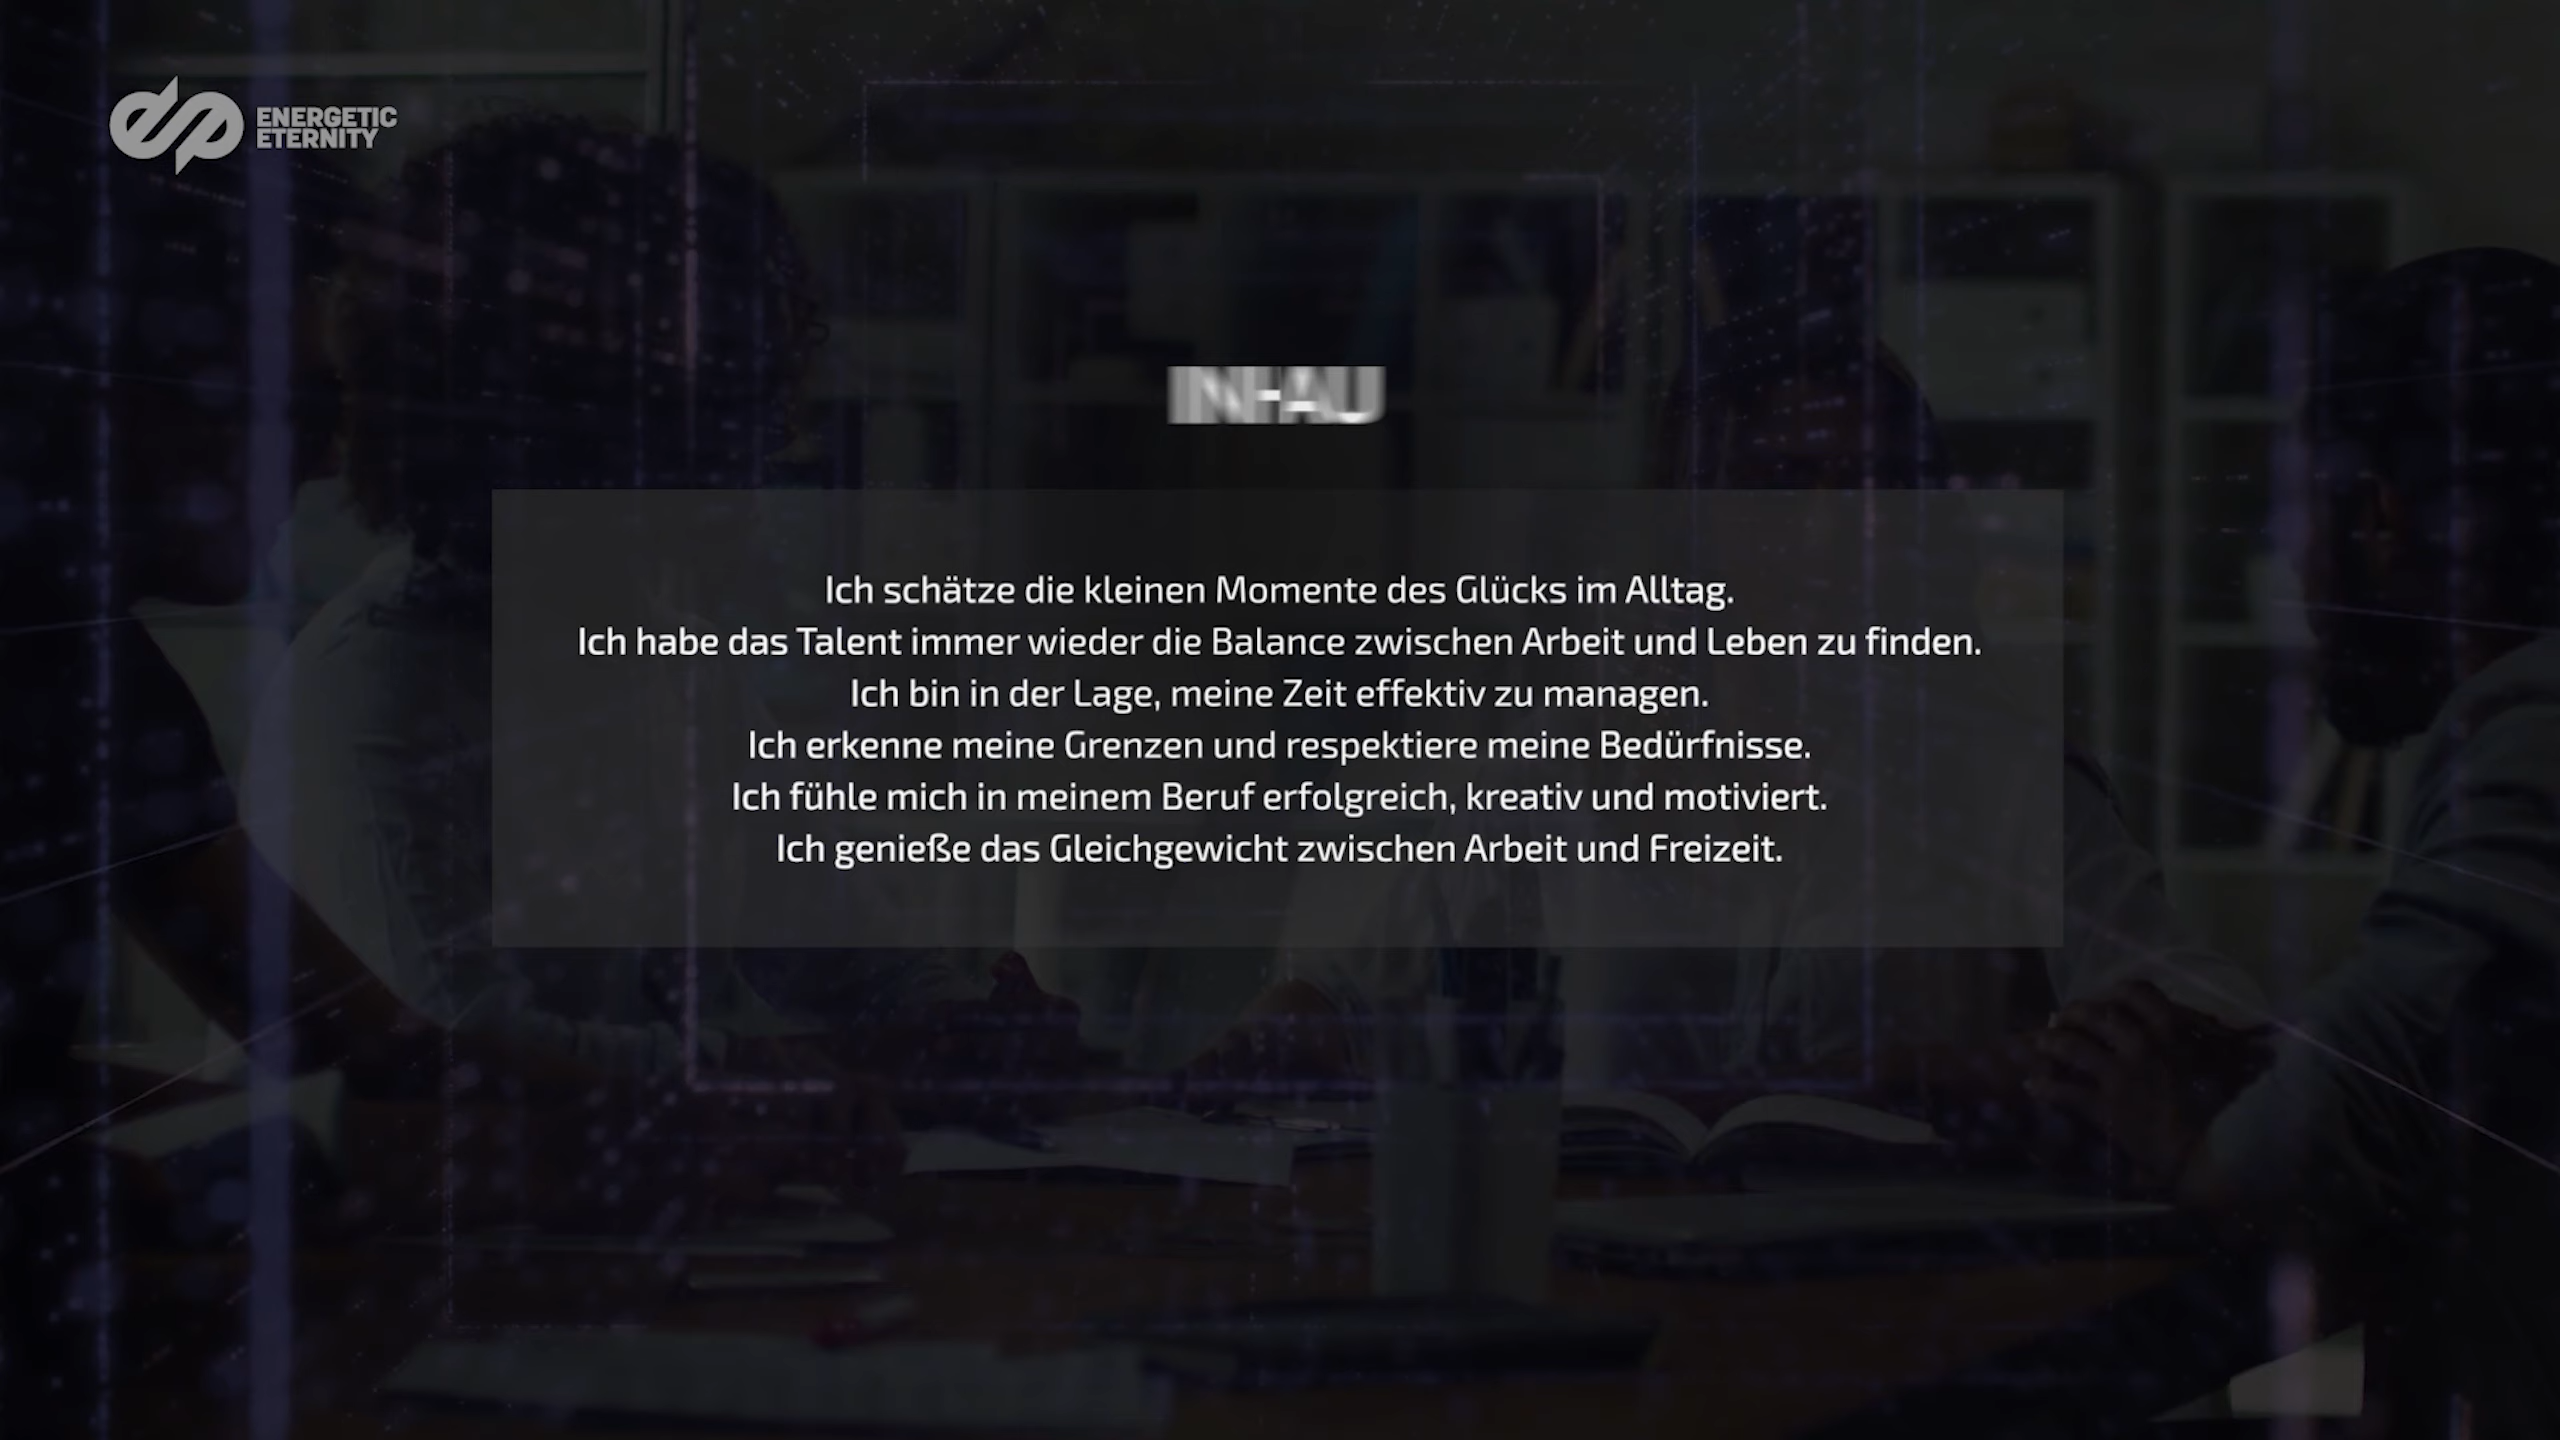 ENERGETIC
ETERNITY
Ich schätze die kleinen Momente des Glücks im Alltag.
Ich habe das Talent immer wieder die Balance zwischen Arbeit und Leben zu finden.
Ich bin in der Lage, meine Zeit effektiv zu managen.
Ich erkenne meine Grenzen und respektiere meine Bedürfnisse.
Ich fühle mich in meinem Beruf erfolgreich, kreativ und motiviert.
Ich genieße das Gleichgewicht zwischen Arbeit und Freizeit.